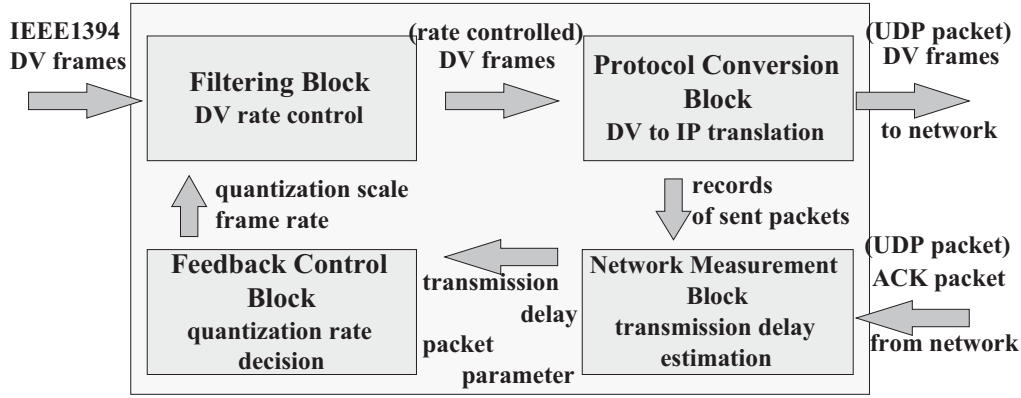 IEEE1394
DV frames
Filtering Block
DV rate control
(rate controlled)
DV frames
Protocol Conversion
Block
DV to IP translation
(UDP packet)
DV frames
to network
quantization scale
frame rate
records
of sent packets
Feedback Control
Block
quantization rate
decision
transmission
delay
packet
parameter
Network Measurement
Block
transmission delay
estimation
(UDP packet)
ACK packet
from network